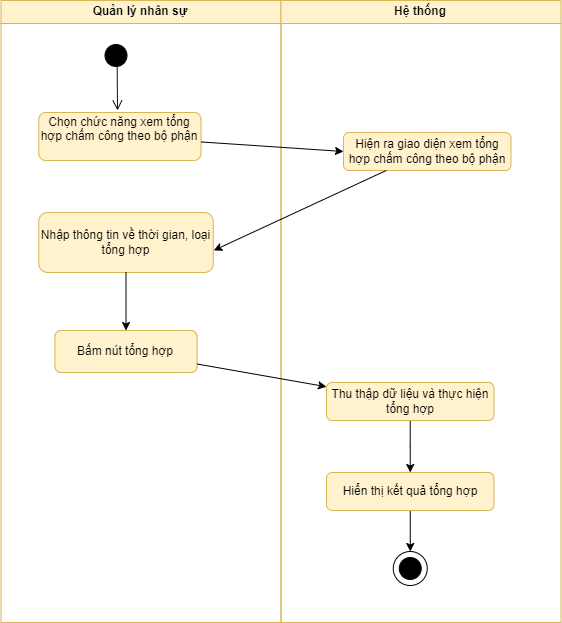 Quản lý nhân sự
Hệ thống
Chọn chức năng xem tổng
hợp chấm công theo bộ phận
Hiện ra giao diện xem tổng
hợp chấm công theo bộ phận
Nhập thông tin về thời gian, loại
tổng hợp
Bấm nút tổng hợp
Thu thập dữ liệu và thực hiện
tổng hợp
Hiển thị kết quả tổng hợp